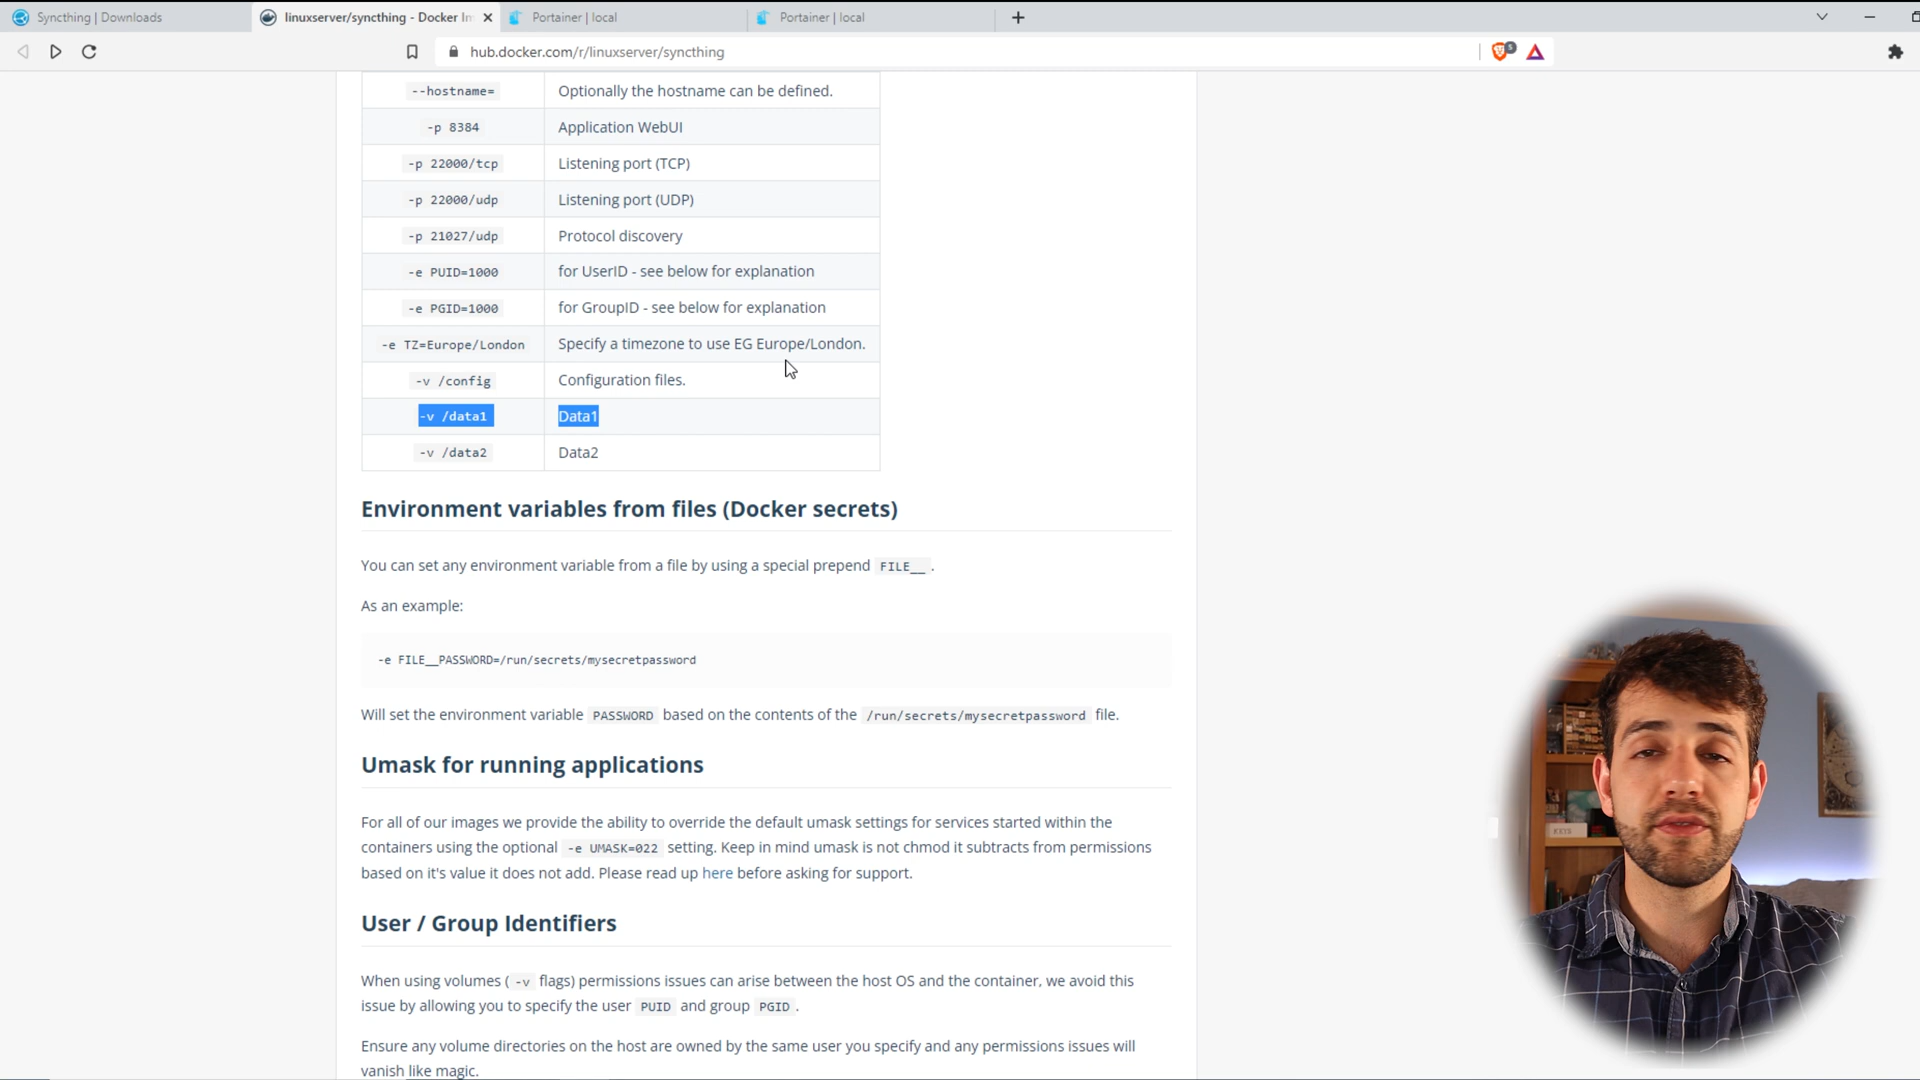 Syncthing | Downloads
linuxserver/syncthing - Docker Im
Portainer | local
Portainer | local
hub.docker.com/r/linuxserver/syncthing
5
--hostname= Optionally the hostname can be defined.
-p 8384 Application WebUI
-p 22000/tcp Listening port (TCP)
-p 22000/udp Listening port (UDP)
-p 21027/udp Protocol discovery
-e PUID=1000 for UserID - see below for explanation
-e PGID=1000 for GroupID - see below for explanation
-e TZ=Europe/London Specify a timezone to use EG Europe/London.
-v /config Configuration files.
-v /data1 Data1
-v /data2 Data2
Environment variables from files (Docker secrets)
You can set any environment variable from a file by using a special prepend FILE__ .
As an example:
-e FILE__PASSWORD=/run/secrets/mysecretpassword
Will set the environment variable PASSWORD based on the contents of the /run/secrets/mysecretpassword file.
Umask for running applications
For all of our images we provide the ability to override the default umask settings for services started within the
containers using the optional -e UMASK=022 setting. Keep in mind umask is not chmod it subtracts from permissions
based on it's value it does not add. Please read up here before asking for support.
User / Group Identifiers
When using volumes ( -v flags) permissions issues can arise between the host OS and the container, we avoid this
issue by allowing you to specify the user PUID and group PGID .
Ensure any volume directories on the host are owned by the same user you specify and any permissions issues will
vanish like magic.